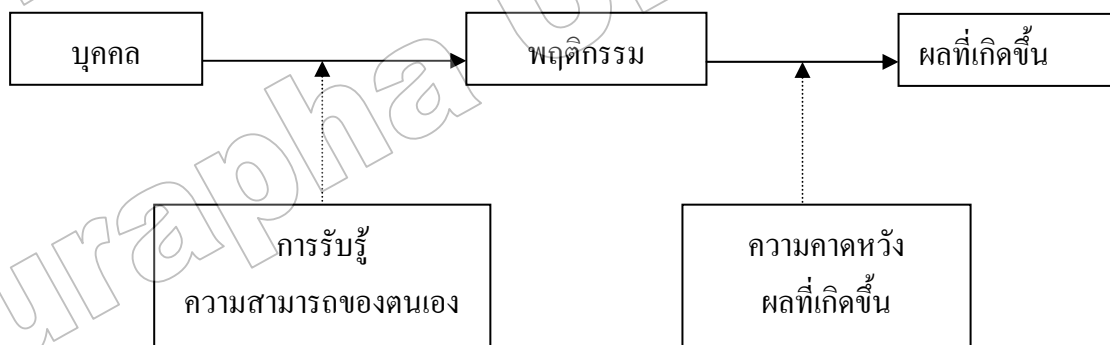 บุคคล
พฤติกรรม
ผลที่เกิดขึ้น
การรับรู้
ความสามารถของตนเอง
ความคาดหวัง
ผลที่เกิดขึ้น
urapha U